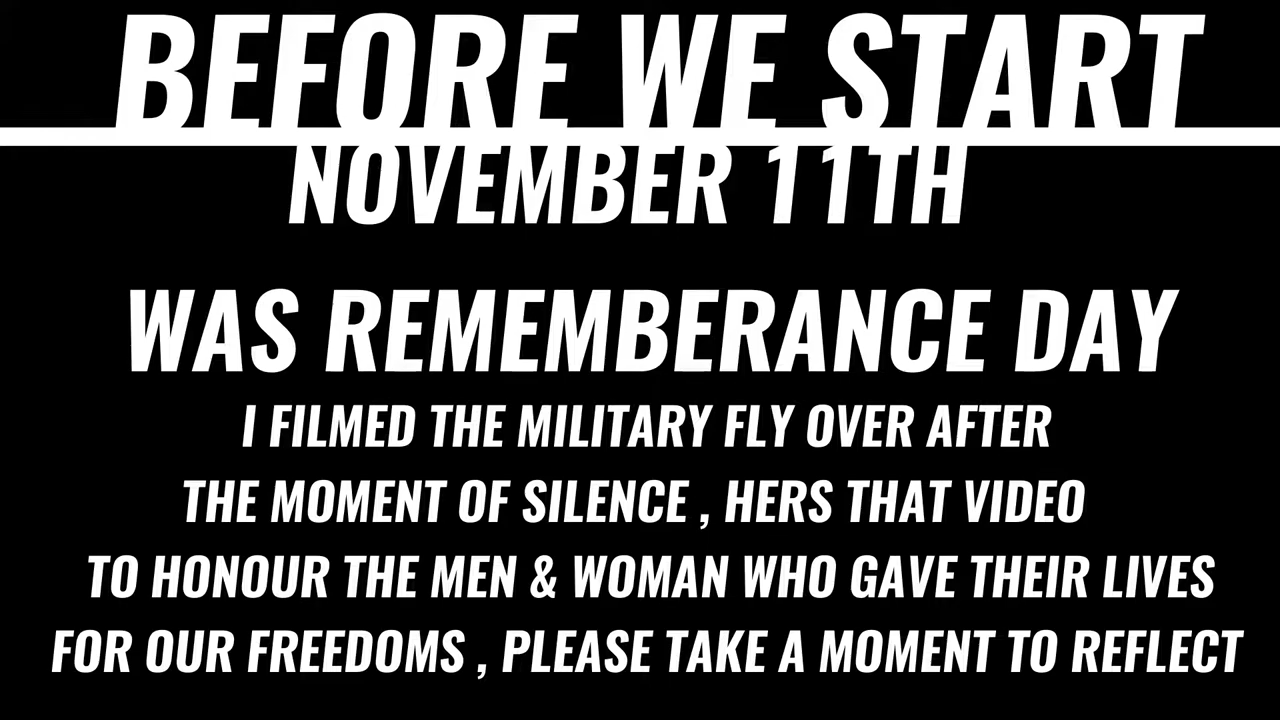 BEFORE WE START
NOVEMBER 11TH
WAS REMEMBERANCE DAY
I FILMED THE MILITARY FLY OVER AFTER
THE MOMENT OF SILENCE , HERS THAT VIDEO
TO HONOUR THE MEN & WOMAN WHO GAVE THEIR LIVES
FOR OUR FREEDOMS , PLEASE TAKE A MOMENT TO REFLECT